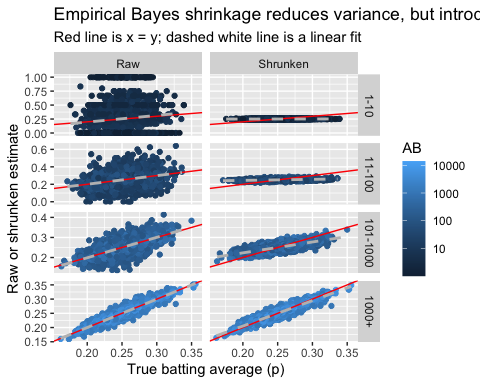 Empirical Bayes shrinkage reduces variance, but introd
Red line is x = y; dashed white line is a linear fit
Raw
Shrunken
1.00
0.75
0.50
0.25
0.00
1-10
0.6
0.4
0.2
0.0
11-100
0.4
0.3
0.2
101-1000
0.35
0.30
0.25
0.20
0.15
1000+
0.20 0.25 0.30 0.35
0.20 0.25 0.30 0.35
True batting average (p)
Raw or shrunken estimate
AB
10000
1000
100
10